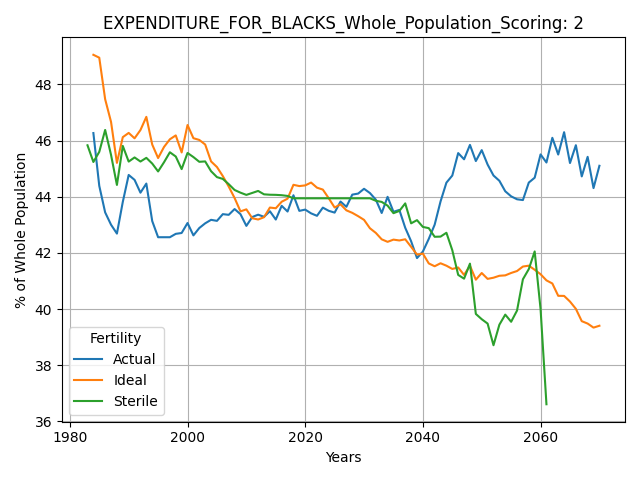 EXPENDITURE_FOR_BLACKS_Whole_Population_Scoring: 2
% of Whole Population
48
46
44
42
40
38
36
Fertility
Actual
Ideal
Sterile
1980 2000 2020 2040 2060
Years